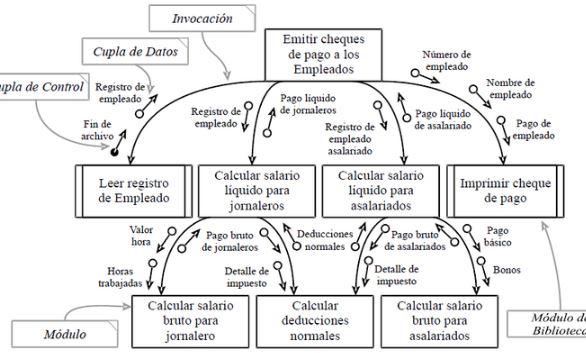 Invocación
Cupla de Datos
Cupla de Control
Emitir cheques
de pago a los
Empleados
Número de
empleado
Nombre de
empleado
Pago de
empleado
Registro de
empleado
Fin de
archivo
Registro de
empleado
Pago líquido
de jornaleros
Registro de
empleado
asalariado
Pago líquido
de asalariado
Leer registro
de Empleado
Calcular salario
líquido para
jornaleros
Calcular salario
líquido para
asalariados
Imprimir cheque
de pago
Valor
hora
Horas
trabajadas
Pago bruto
de jornaleros
Detalle de
impuesto
Deducciones
normales
Pago bruto
de asalariados
Detalle de
impuesto
Pago
básico
Bonos
Calcular salario
bruto para
jornalero
Calcular
deducciones
normales
Calcular salario
bruto para
asalariados
Módulo
Módulo de
Biblioteca